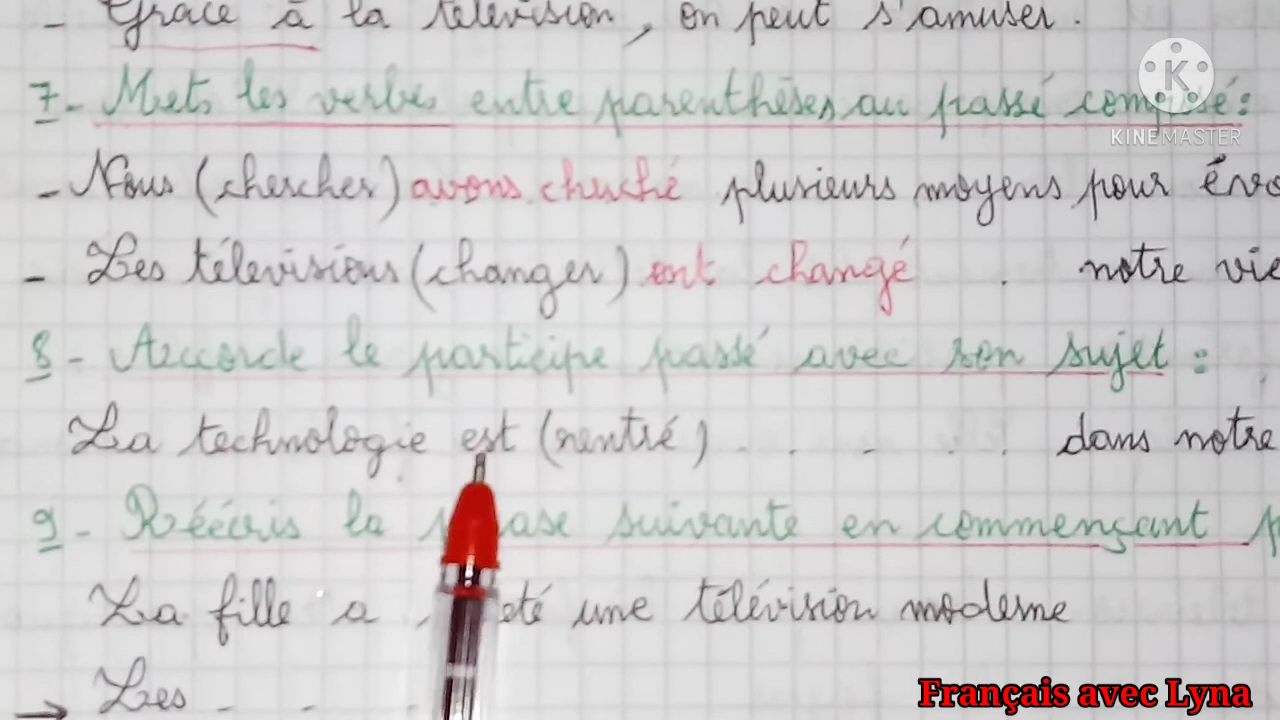 - Grâce à la télévision, on peut s'amuser.
7- Mets les verbes entre parenthèses au passé composé:
- Nous (chercher) avons cherché plusieurs moyens pour évo
- Les télévisions (changer) ont changé . notre vie
8- Accorde le participe passé avec son sujet:
La technologie est (rentré) . . - . . dans notre
9- Réécris la phrase suivante en commençant p
La fille a eté une télévision moderne
→ Les - . .
Français avec Lyna
K
KINEMASTER